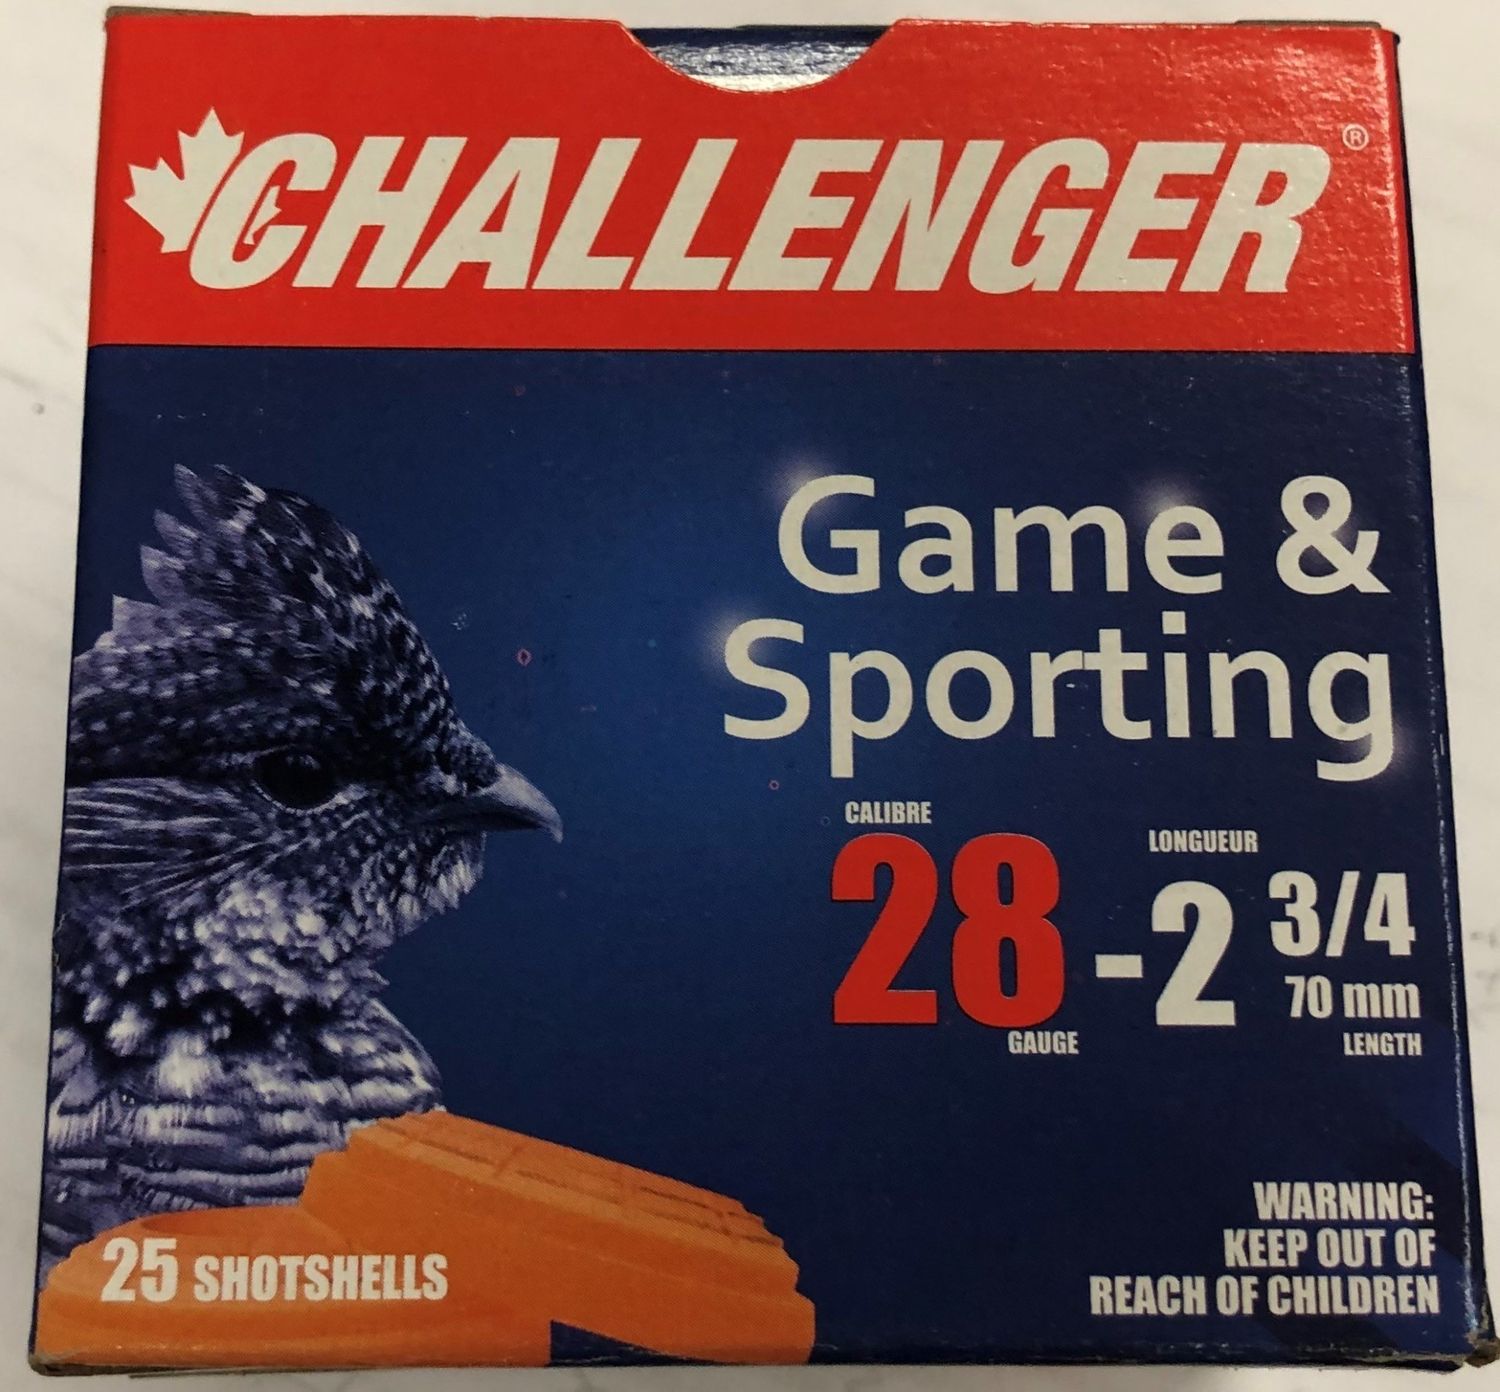 CHALLENGER®
Game &
Sporting
CALIBRE
28
GAUGE
LONGUEUR
-2 3/4
70 mm
LENGTH
25 SHOTSHELLS
WARNING:
KEEP OUT OF
REACH OF CHILDREN